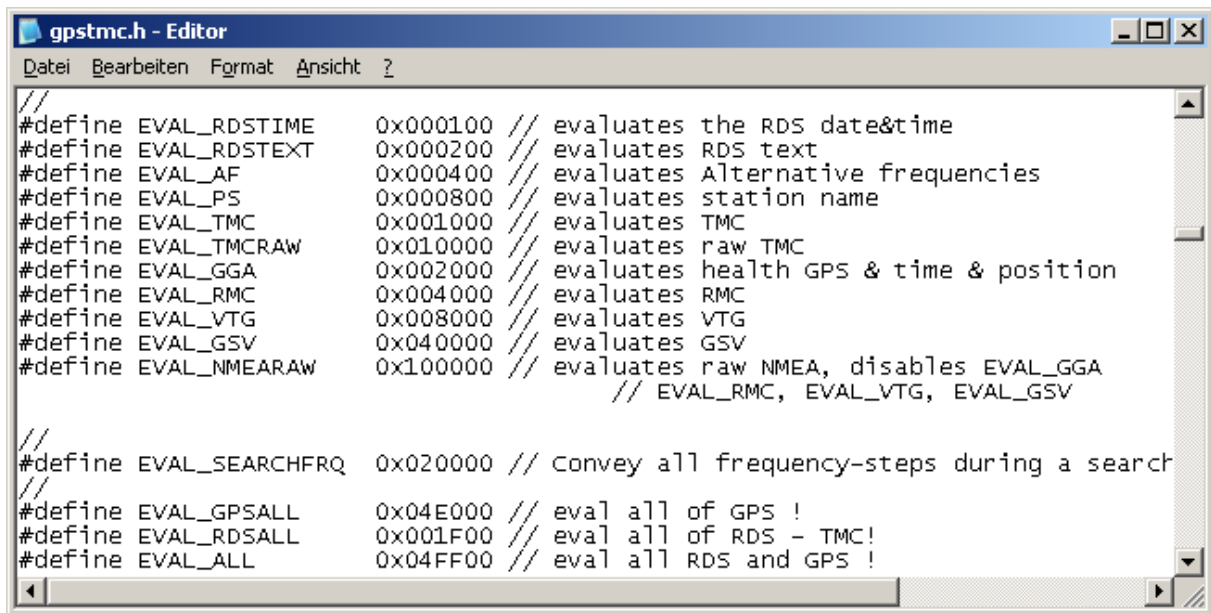 gpstmc.h - Editor
Datei Bearbeiten Format Ansicht ?
//
#define EVAL_RDSTIME 0x000100 // evaluates the RDS date&time
#define EVAL_RDSTEXT 0x000200 // evaluates RDS text
#define EVAL_AF 0x000400 // evaluates Alternative frequencies
#define EVAL_PS 0x000800 // evaluates station name
#define EVAL_TMC 0x001000 // evaluates TMC
#define EVAL_TMCRAW 0x010000 // evaluates raw TMC
#define EVAL_GGA 0x002000 // evaluates health GPS & time & position
#define EVAL_RMC 0x004000 // evaluates RMC
#define EVAL_VTG 0x008000 // evaluates VTG
#define EVAL_GSV 0x040000 // evaluates GSV
#define EVAL_NMEARAW 0x100000 // evaluates raw NMEA, disables EVAL_GGA
// EVAL_RMC, EVAL_VTG, EVAL_GSV
//
#define EVAL_SEARCHFRQ 0x020000 // Convey all frequency-steps during a search
//
#define EVAL_GPSALL 0x04E000 // eval all of GPS !
#define EVAL_RDSALL 0x001F00 // eval all of RDS - TMC!
#define EVAL_ALL 0x04FF00 // eval all RDS and GPS !